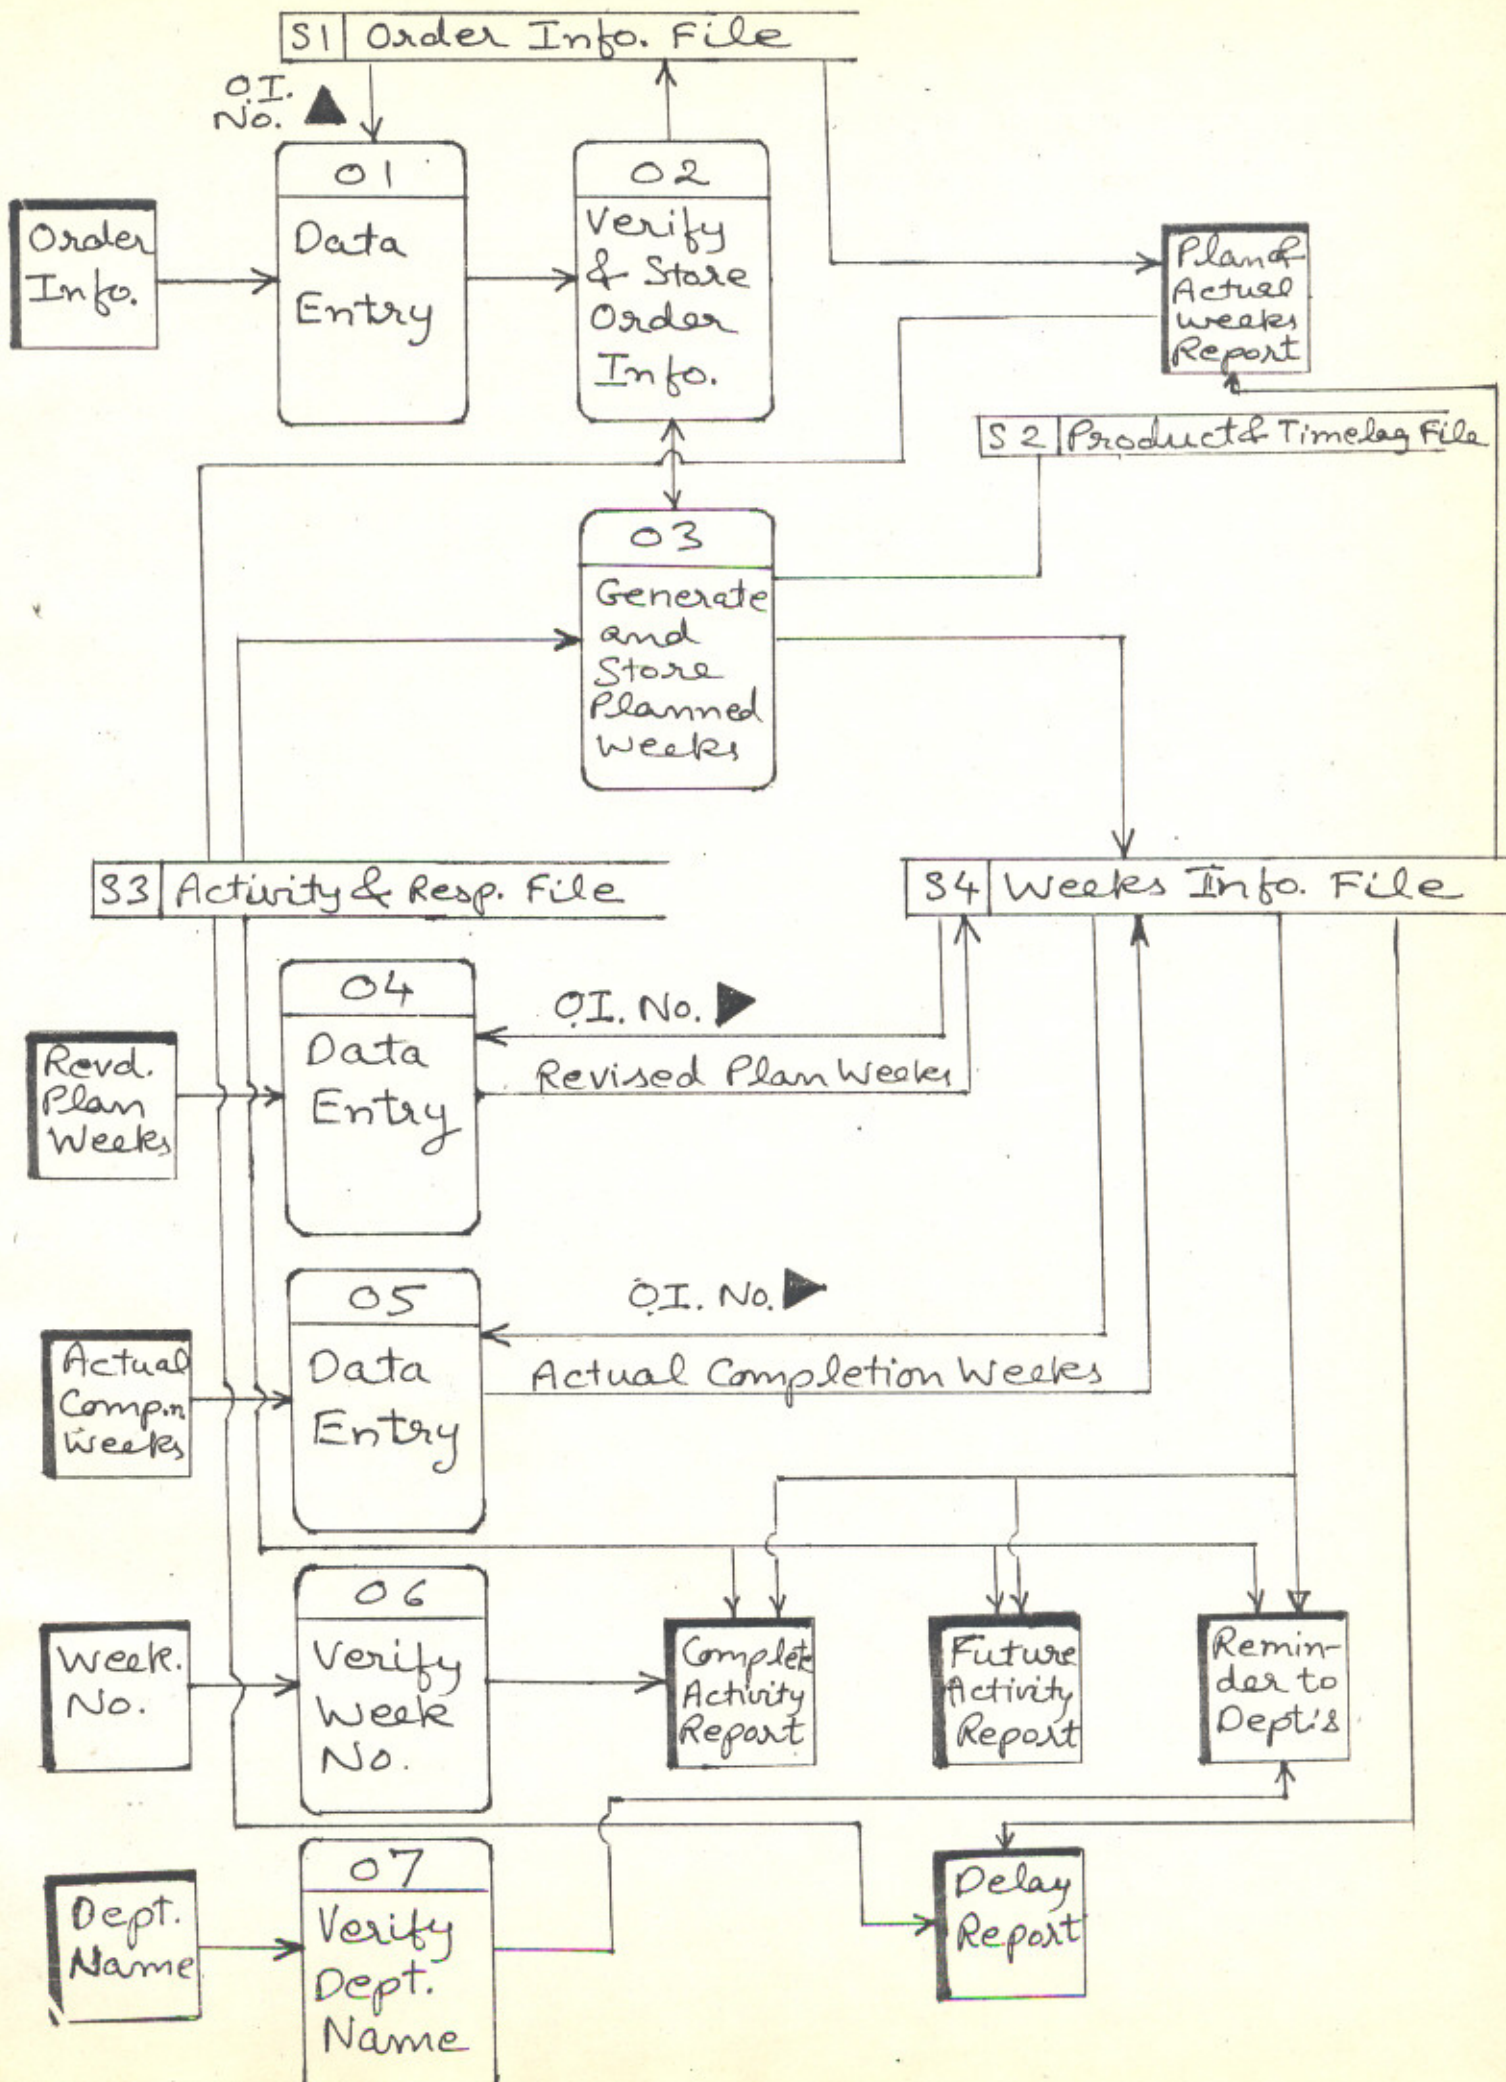 S1 Order Info. File
O.I.
No.
01
Data
Entry
02
Verify
& Store
Order
Info.
Order
Info.
Plan &
Actual
weeks
Report
S2 Product & Timelag File
03
Generate
and
Store
Planned
Weeks
S3 Activity & Resp. File
S4 Weeks Info. File
04
Data
Entry
O.I. No.
Revised Plan Weeks
Revd.
Plan
Weeks
05
Data
Entry
O.I. No.
Actual Completion Weeks
Actual
Comp.n
Weeks
06
Verify
Week
No.
Week.
No.
Complete
Activity
Report
Future
Activity
Report
Remin-
der to
Dept's
07
Verify
Dept.
Name
Dept.
Name
Delay
Report